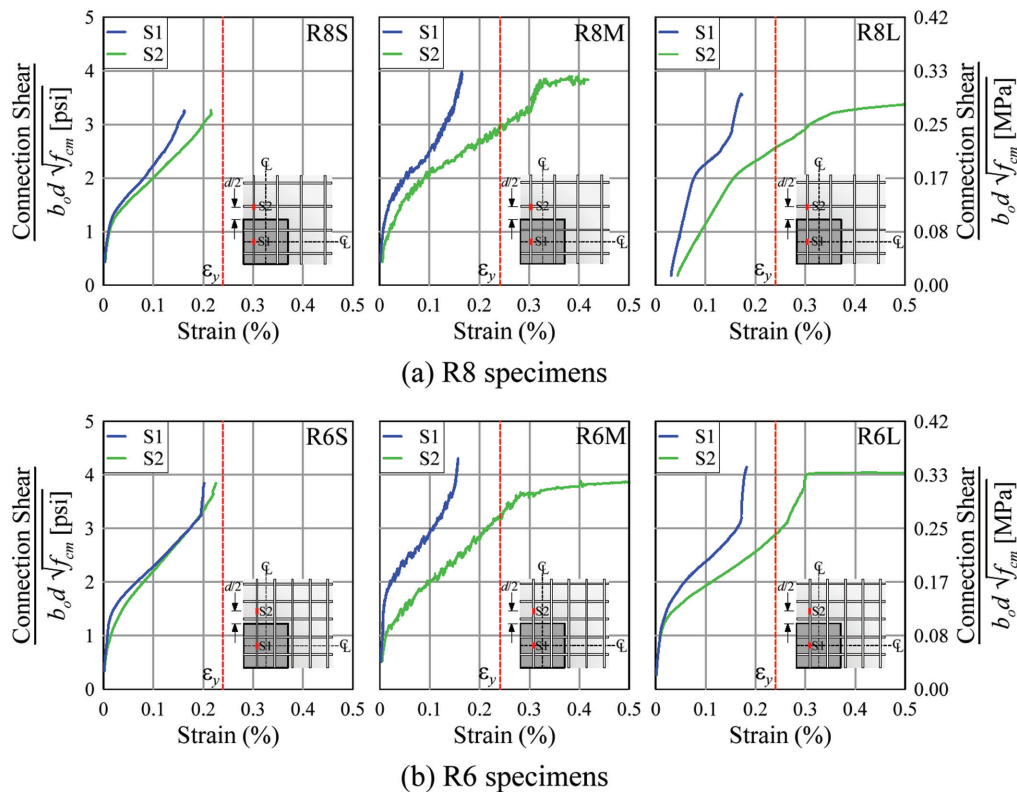 5
4
3
2
1
0
Connection Shear
b_o d √f_cm [psi]
S1
S2
R8S
d/2
S2
S1
C̵L
C̵L
ε_y
0 0.1 0.2 0.3 0.4 0.5
Strain (%)
S1
S2
R8M
d/2
S2
S1
C̵L
C̵L
ε_y
0 0.1 0.2 0.3 0.4 0.5
Strain (%)
S1
S2
R8L
d/2
S2
S1
C̵L
C̵L
ε_y
0 0.1 0.2 0.3 0.4 0.5
Strain (%)
0.42
0.33
0.25
0.17
0.08
0.00
Connection Shear
b_o d √f_cm [MPa]
(a) R8 specimens
5
4
3
2
1
0
Connection Shear
b_o d √f_cm [psi]
S1
S2
R6S
d/2
S2
S1
C̵L
C̵L
ε_y
0 0.1 0.2 0.3 0.4 0.5
Strain (%)
S1
S2
R6M
d/2
S2
S1
C̵L
C̵L
ε_y
0 0.1 0.2 0.3 0.4 0.5
Strain (%)
S1
S2
R6L
d/2
S2
S1
C̵L
C̵L
ε_y
0 0.1 0.2 0.3 0.4 0.5
Strain (%)
0.42
0.33
0.25
0.17
0.08
0.00
Connection Shear
b_o d √f_cm [MPa]
(b) R6 specimens